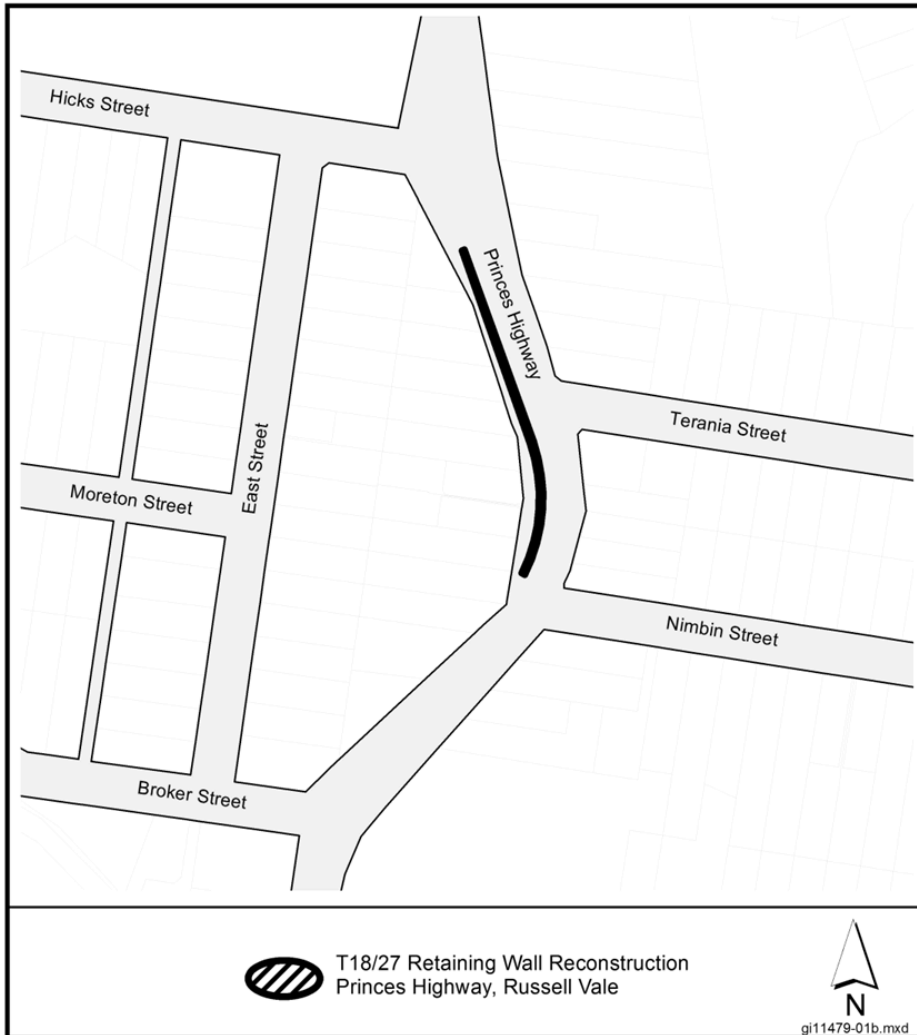 Hicks Street
Princes Highway
Terania Street
East Street
Moreton Street
Nimbin Street
Broker Street
T18/27 Retaining Wall Reconstruction
Princes Highway, Russell Vale
N
gi11479-01b.mxd